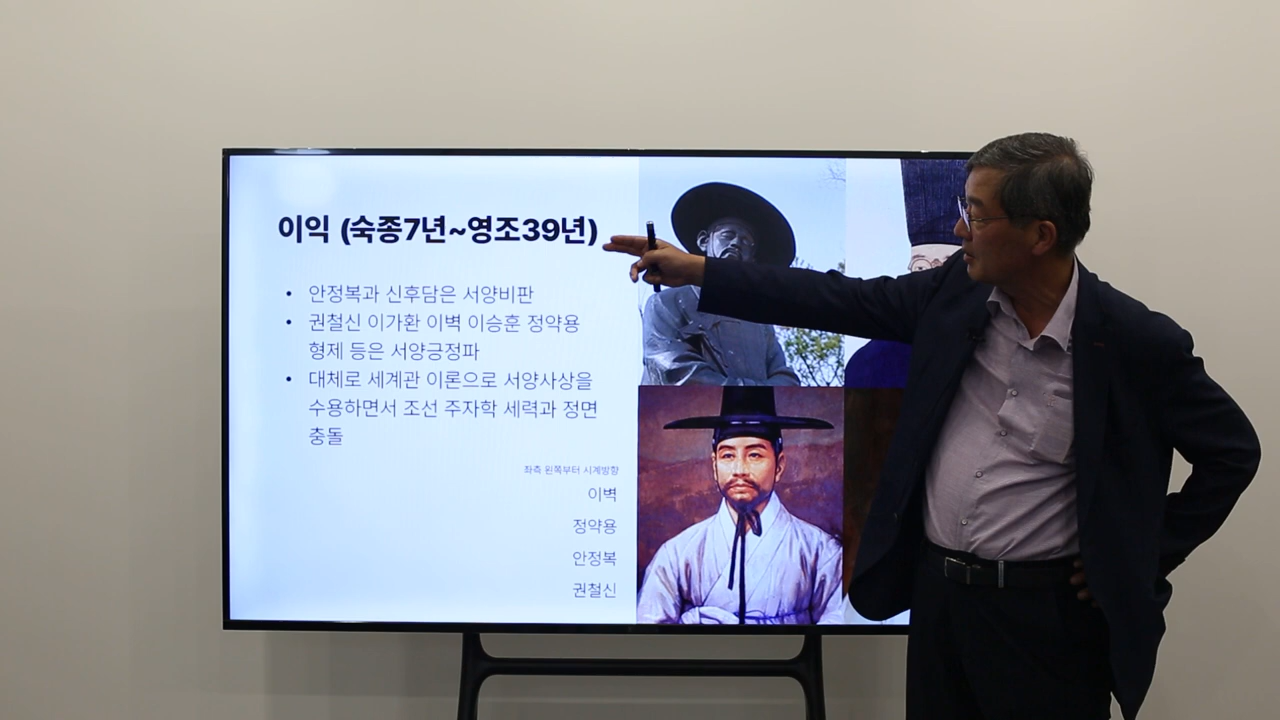 이익 (숙종7년~영조39년)
• 안정복과 신후담은 서양비판
• 권철신 이가환 이벽 이승훈 정약용
형제 등은 서양긍정파
• 대체로 세계관 이론으로 서양사상을
수용하면서 조선 주자학 세력과 정면
충돌
좌측 왼쪽부터 시계방향
이벽
정약용
안정복
권철신